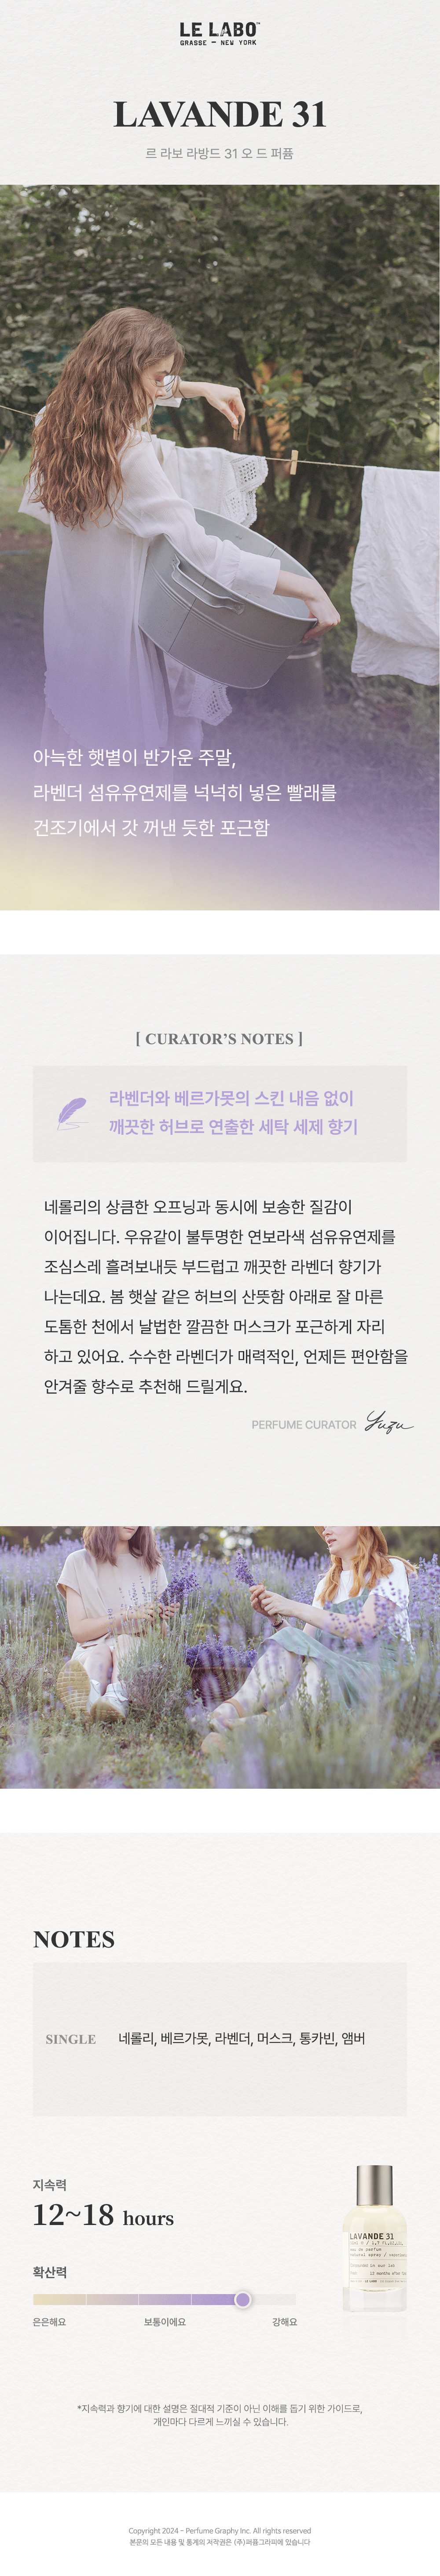 LE LABO™
GRASSE — NEW YORK
LAVANDE 31
르 라보 라방드 31 오 드 퍼퓸
아늑한 햇볕이 반가운 주말,
라벤더 섬유유연제를 넉넉히 넣은 빨래를
건조기에서 갓 꺼낸 듯한 포근함
[ CURATOR'S NOTES ]
라벤더와 베르가못의 스킨 내음 없이
깨끗한 허브로 연출한 세탁 세제 향기
네롤리의 상큼한 오프닝과 동시에 보송한 질감이
이어집니다. 우유같이 불투명한 연보라색 섬유유연제를
조심스레 흘려보내듯 부드럽고 깨끗한 라벤더 향기가
나는데요. 봄 햇살 같은 허브의 산뜻함 아래로 잘 마른
도톰한 천에서 날법한 깔끔한 머스크가 포근하게 자리
하고 있어요. 수수한 라벤더가 매력적인, 언제든 편안함을
안겨줄 향수로 추천해 드릴게요.
PERFUME CURATOR Yuzu
NOTES
SINGLE 네롤리, 베르가못, 라벤더, 머스크, 통카빈, 앰버
지속력
12~18 hours
LAVANDE 31
eau de parfum
확산력
은은해요 보통이에요 강해요
*지속력과 향기에 대한 설명은 절대적 기준이 아닌 이해를 돕기 위한 가이드로,
개인마다 다르게 느끼실 수 있습니다.
Copyright 2024 - Perfume Graphy Inc. All rights reserved
본문의 모든 내용 및 통계의 저작권은 (주)퍼퓸그라피에 있습니다